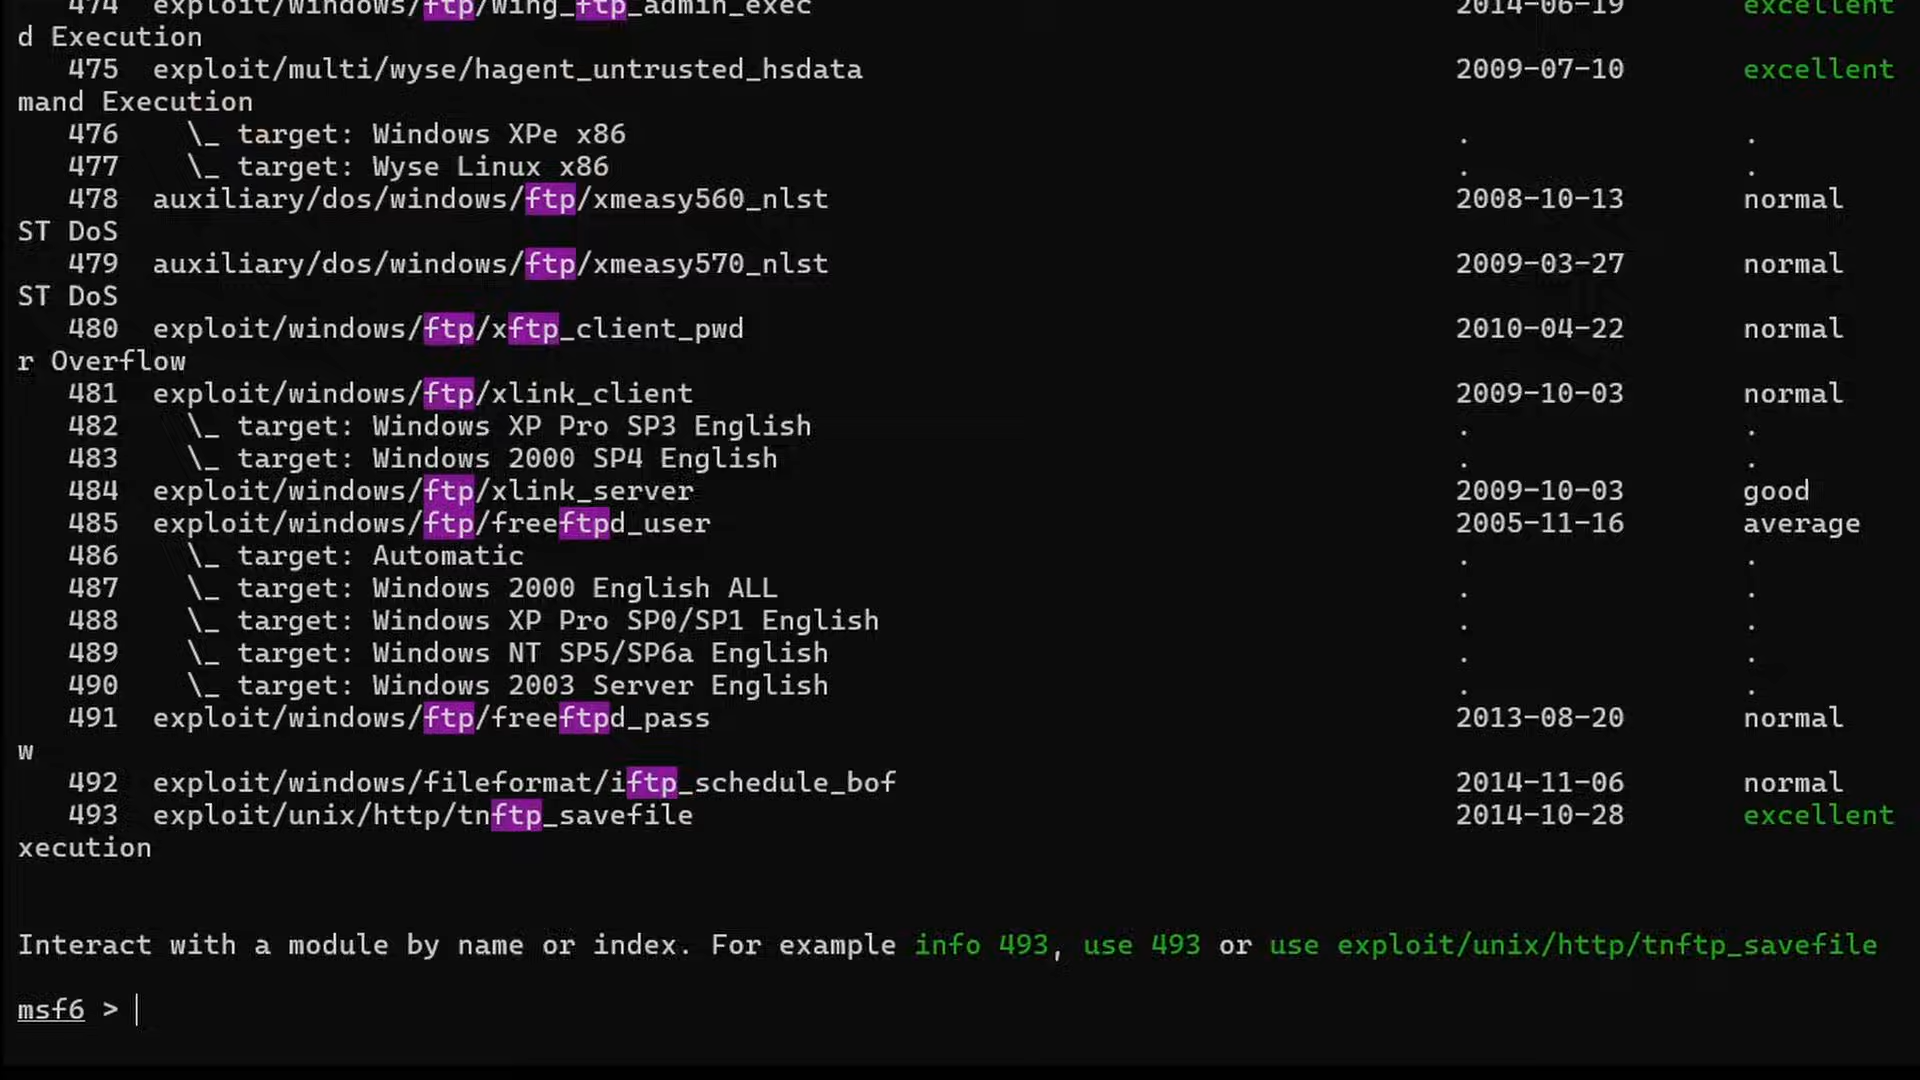 474 exploit/windows/ftp/wing_ftp_admin_exec 2014-06-19 excellent
d Execution
475 exploit/multi/wyse/hagent_untrusted_hsdata 2009-07-10 excellent
mand Execution
476 \_ target: Windows XPe x86 . .
477 \_ target: Wyse Linux x86 . .
478 auxiliary/dos/windows/ftp/xmeasy560_nlst 2008-10-13 normal
ST DoS
479 auxiliary/dos/windows/ftp/xmeasy570_nlst 2009-03-27 normal
ST DoS
480 exploit/windows/ftp/xftp_client_pwd 2010-04-22 normal
r Overflow
481 exploit/windows/ftp/xlink_client 2009-10-03 normal
482 \_ target: Windows XP Pro SP3 English . .
483 \_ target: Windows 2000 SP4 English . .
484 exploit/windows/ftp/xlink_server 2009-10-03 good
485 exploit/windows/ftp/freeftpd_user 2005-11-16 average
486 \_ target: Automatic . .
487 \_ target: Windows 2000 English ALL . .
488 \_ target: Windows XP Pro SP0/SP1 English . .
489 \_ target: Windows NT SP5/SP6a English . .
490 \_ target: Windows 2003 Server English . .
491 exploit/windows/ftp/freeftpd_pass 2013-08-20 normal
w
492 exploit/windows/fileformat/iftp_schedule_bof 2014-11-06 normal
493 exploit/unix/http/tnftp_savefile 2014-10-28 excellent
xecution
Interact with a module by name or index. For example info 493, use 493 or use exploit/unix/http/tnftp_savefile
msf6 >